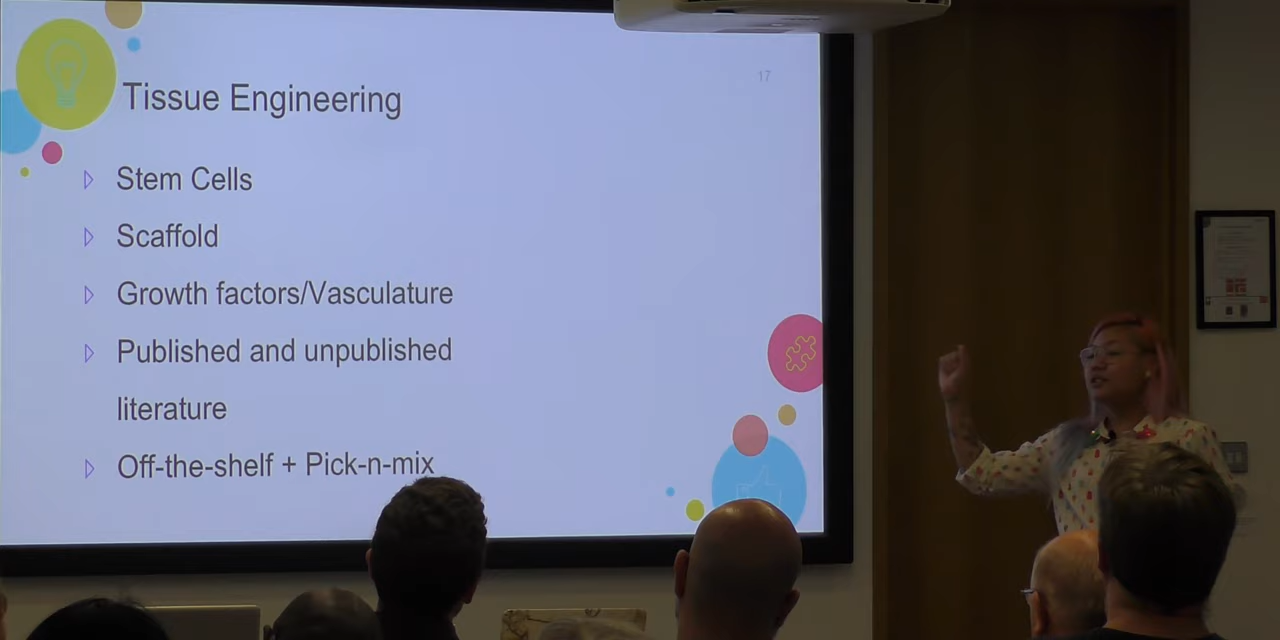 17
Tissue Engineering
Stem Cells
Scaffold
Growth factors/Vasculature
Published and unpublished
literature
Off-the-shelf + Pick-n-mix